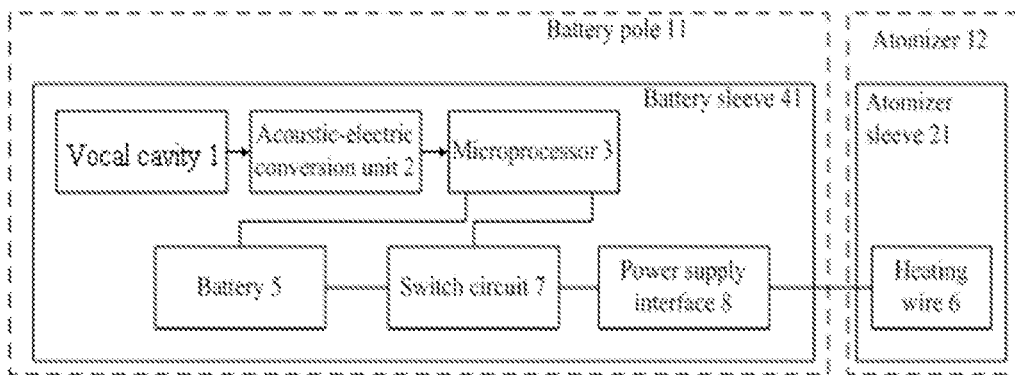 Battery pole 11
Atomizer 12
Battery sleeve 41
Atomizer
sleeve 21
Vocal cavity 1
Acoustic-electric
conversion unit 2
Microprocessor 3
Battery 5
Switch circuit 7
Power supply
interface 8
Heating
wire 6